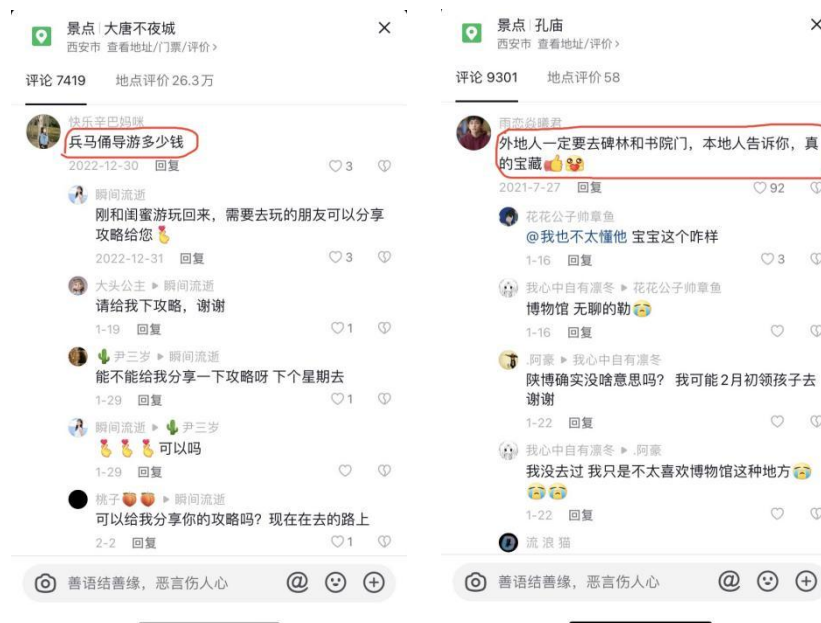 景点|大唐不夜城
西安市 查看地址/门票/评价>
评论 7419 地点评价26.3万
快乐辛巴妈咪
兵马俑导游多少钱
2022-12-30 回复 3
瞬间流逝
刚和闺蜜游玩回来，需要去玩的朋友可以分享
攻略给您
2022-12-31 回复 3
大头公主 ▸ 瞬间流逝
请给我下攻略，谢谢
1-19 回复 1
尹三岁 ▸ 瞬间流逝
能不能给我分享一下攻略呀 下个星期去
1-29 回复 1
瞬间流逝 ▸ 尹三岁
可以吗
1-29 回复
桃子 ▸ 瞬间流逝
可以给我分享你的攻略吗？现在在去的路上
2-2 回复 1
善语结善缘，恶言伤人心
景点|孔庙
西安市 查看地址/评价>
评论 9301 地点评价58
雨恋焱曦君
外地人一定要去碑林和书院门，本地人告诉你，真
的宝藏
2021-7-27 回复 92
花花公子帅章鱼
@我也不太懂他 宝宝这个咋样
1-16 回复 3
我心中自有凛冬 ▸ 花花公子帅章鱼
博物馆 无聊的勒
1-16 回复
.阿豪 ▸ 我心中自有凛冬
陕博确实没啥意思吗？ 我可能2月初领孩子去
谢谢
1-22 回复
我心中自有凛冬 ▸ .阿豪
我没去过 我只是不太喜欢博物馆这种地方
1-22 回复
流浪猫
善语结善缘，恶言伤人心